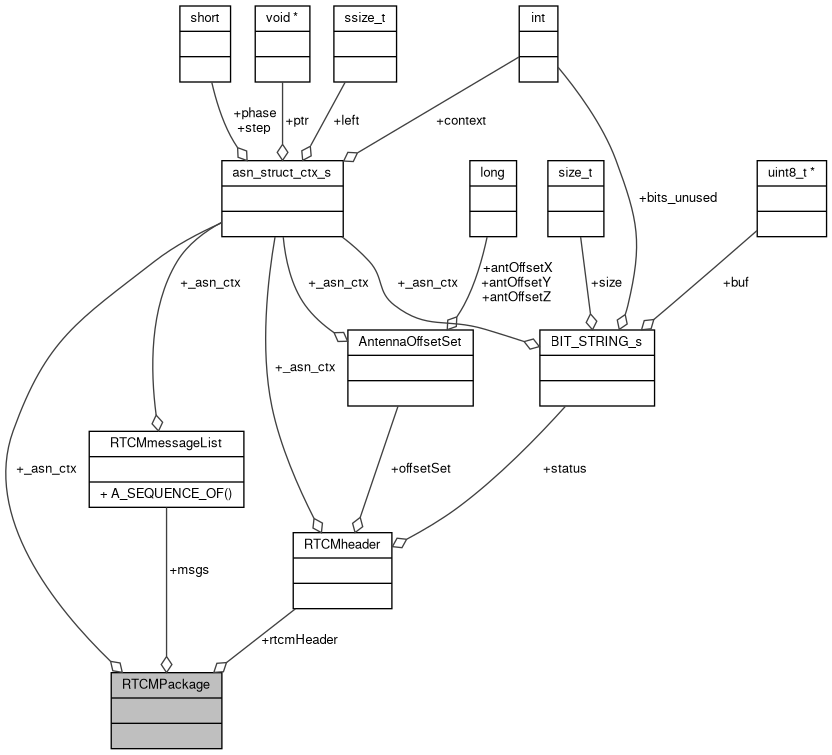 short
void *
ssize_t
int
+phase
+step
+ptr
+left
+context
asn_struct_ctx_s
long
size_t
uint8_t *
+bits_unused
+_asn_ctx
+_asn_ctx
+_asn_ctx
+antOffsetX
+antOffsetY
+antOffsetZ
+size
+buf
AntennaOffsetSet
BIT_STRING_s
+_asn_ctx
RTCMmessageList
+ A_SEQUENCE_OF()
+_asn_ctx
+offsetSet
+status
RTCMheader
+msgs
+rtcmHeader
RTCMPackage